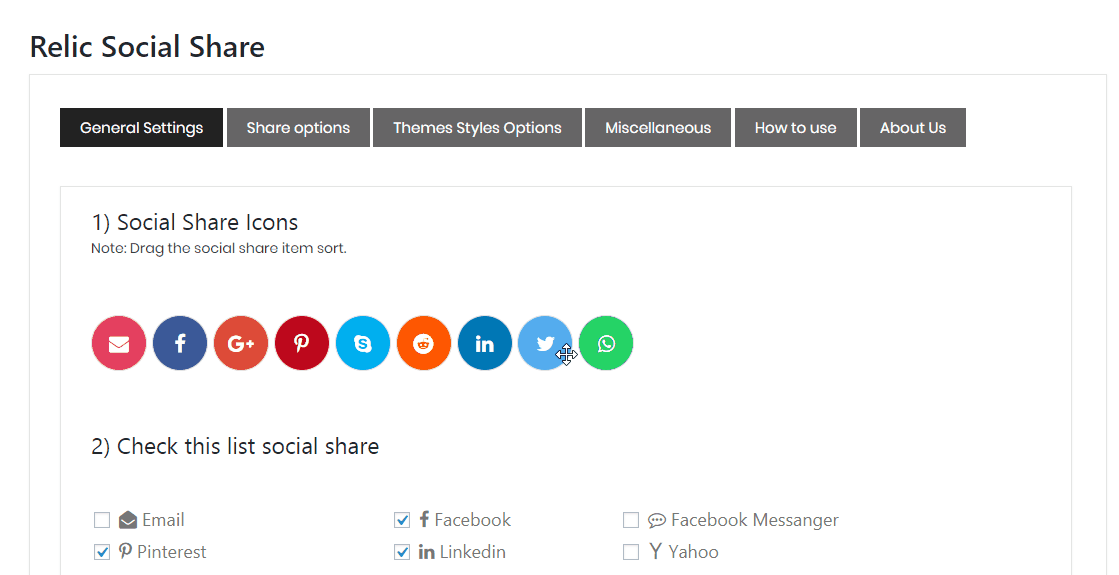 Relic Social Share
General Settings Share options Themes Styles Options Miscellaneous How to use About Us
1) Social Share Icons
Note: Drag the social share item sort.
2) Check this list social share
Email Facebook Facebook Messanger
Pinterest Linkedin Yahoo